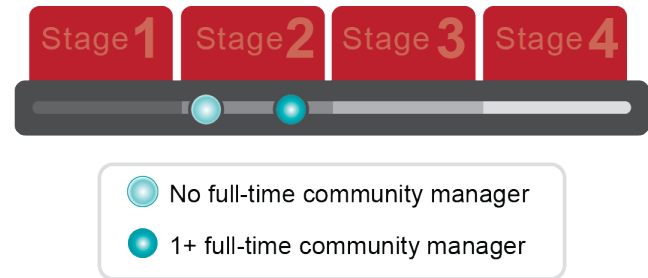 Stage 1 Stage 2 Stage 3 Stage 4
No full-time community manager
1+ full-time community manager